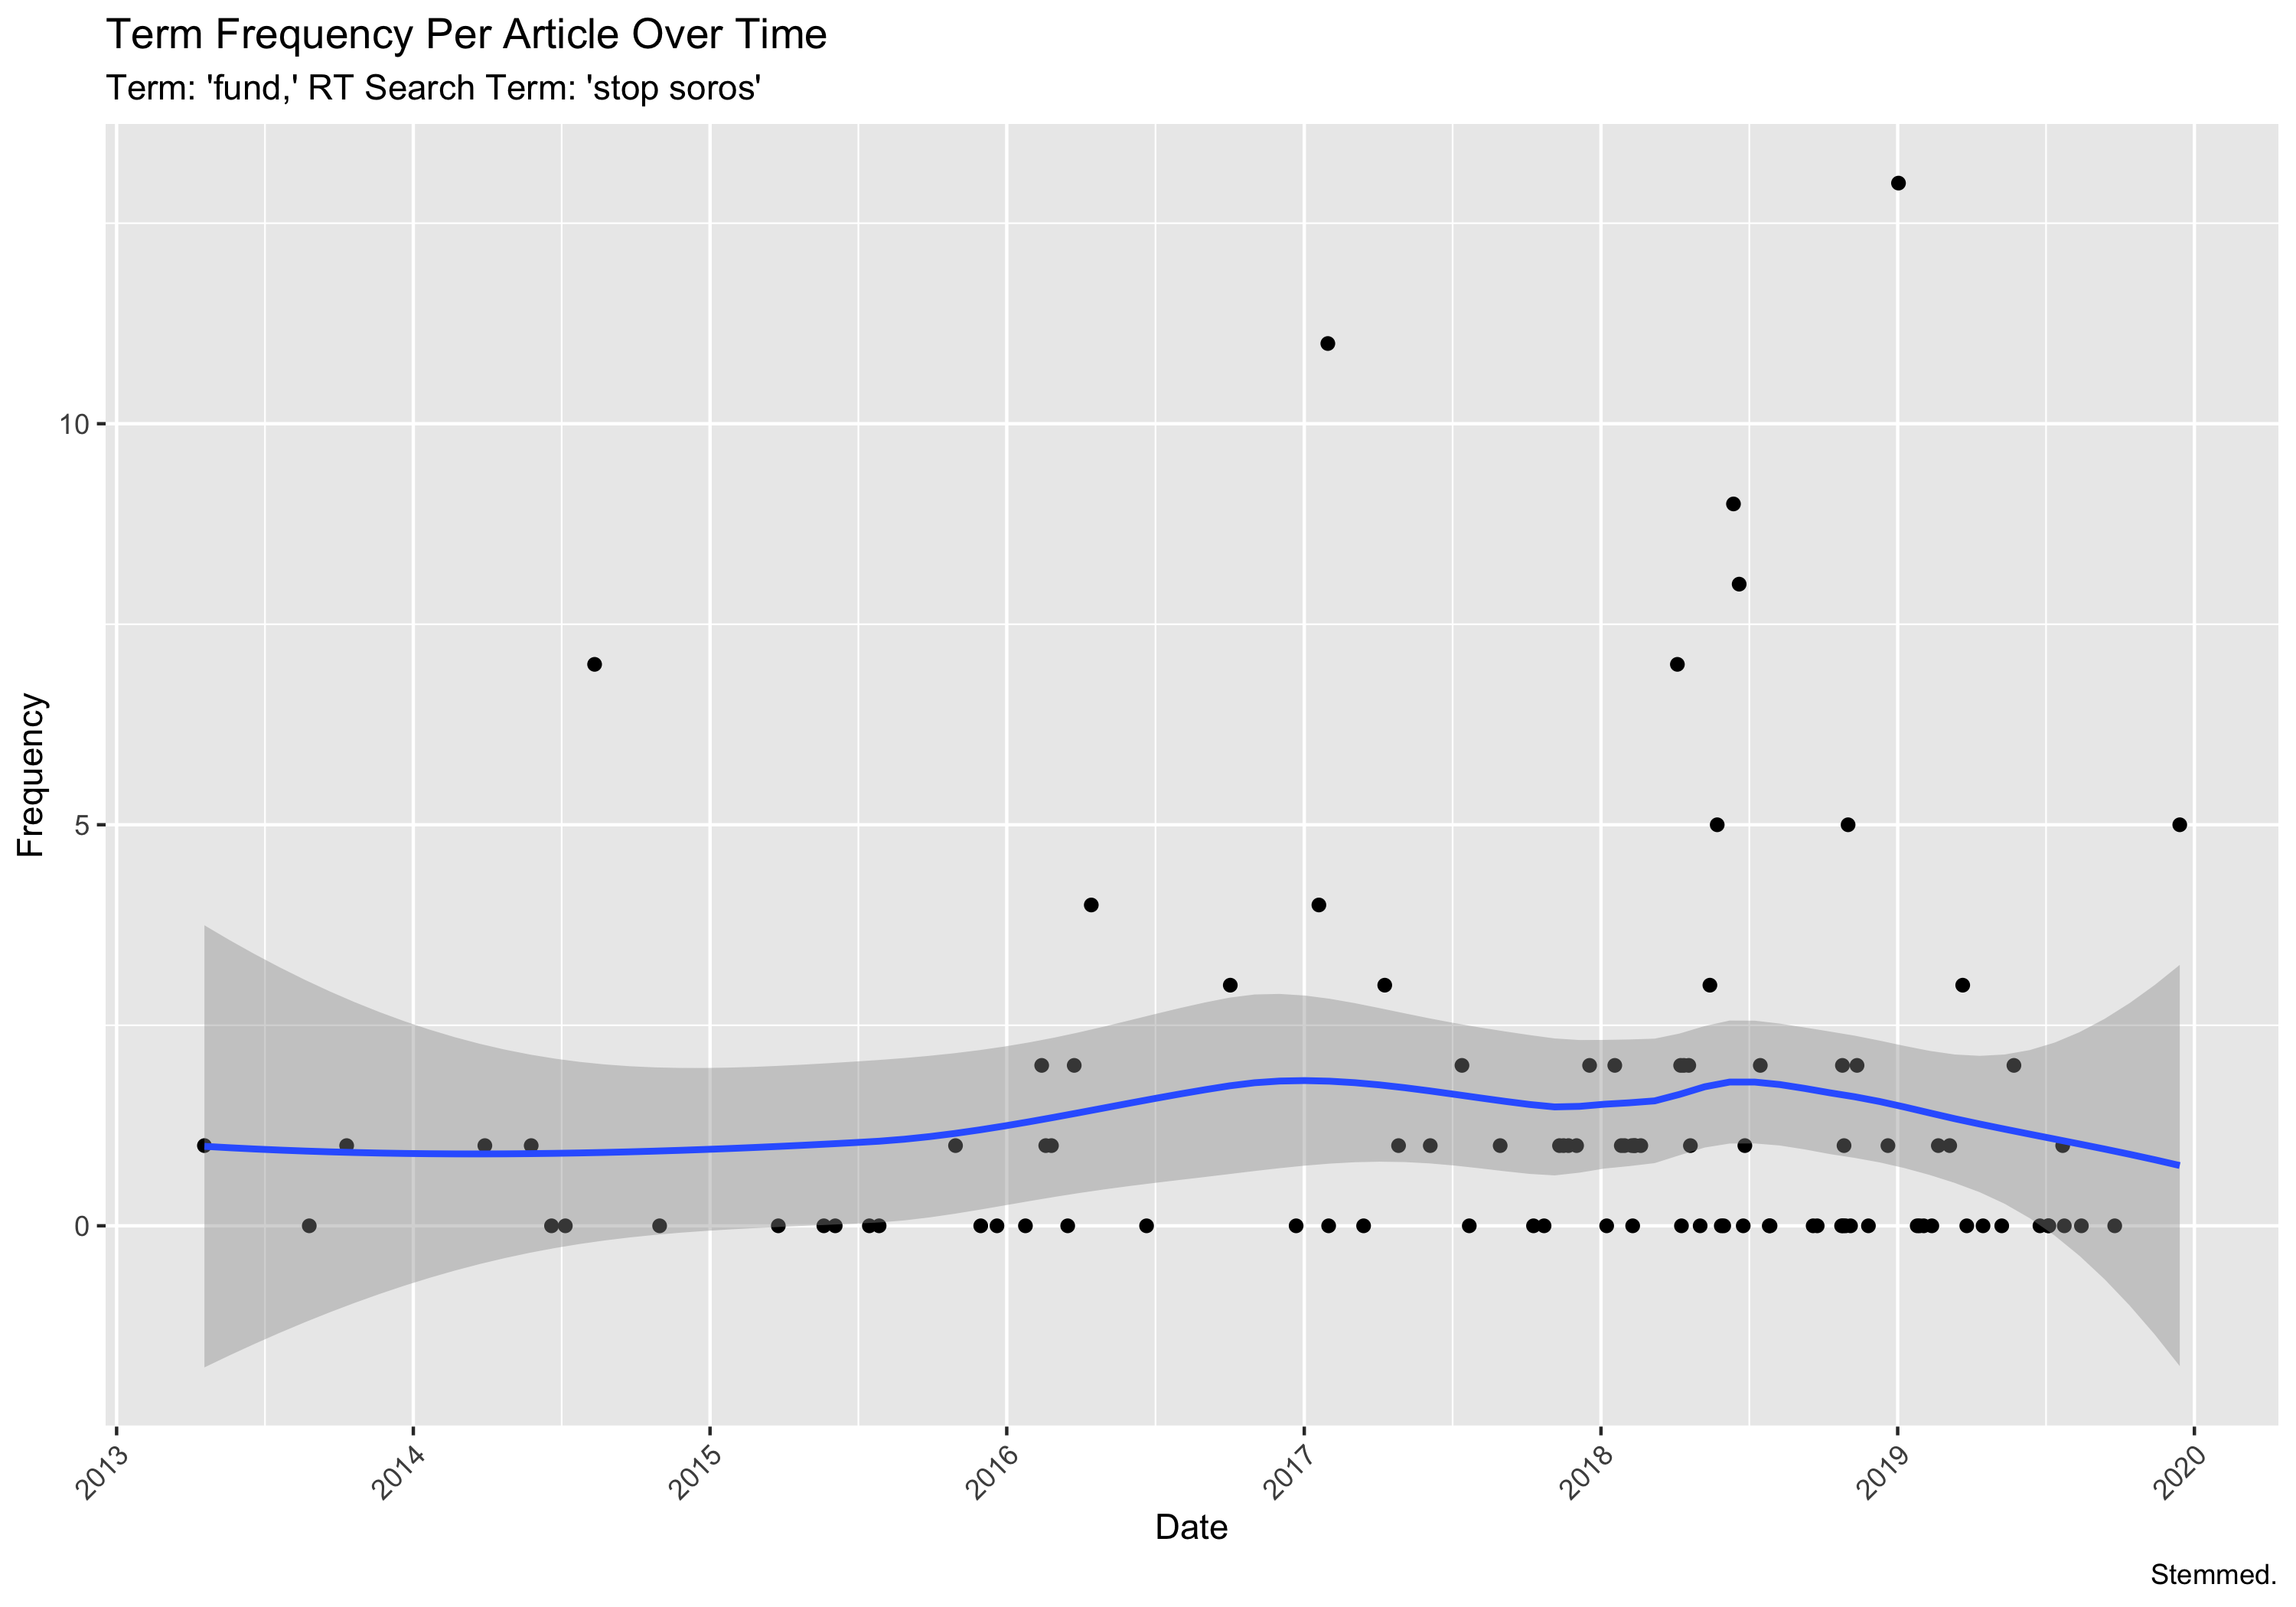 Term Frequency Per Article Over Time
Term: 'fund,' RT Search Term: 'stop soros'
Frequency
10
5
0
2013
2014
2015
2016
2017
2018
2019
2020
Date
Stemmed.